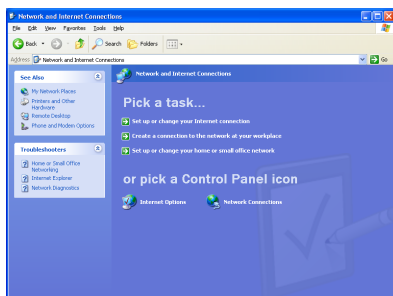 Network and Internet Connections
File Edit View Favorites Tools Help
Back Search Folders
Address Network and Internet Connections Go
See Also
My Network Places
Printers and Other
Hardware
Remote Desktop
Phone and Modem Options
Troubleshooters
Home or Small Office
Networking
Internet Explorer
Network Diagnostics
Network and Internet Connections
Pick a task...
Set up or change your Internet connection
Create a connection to the network at your workplace
Set up or change your home or small office network
or pick a Control Panel icon
Internet Options Network Connections